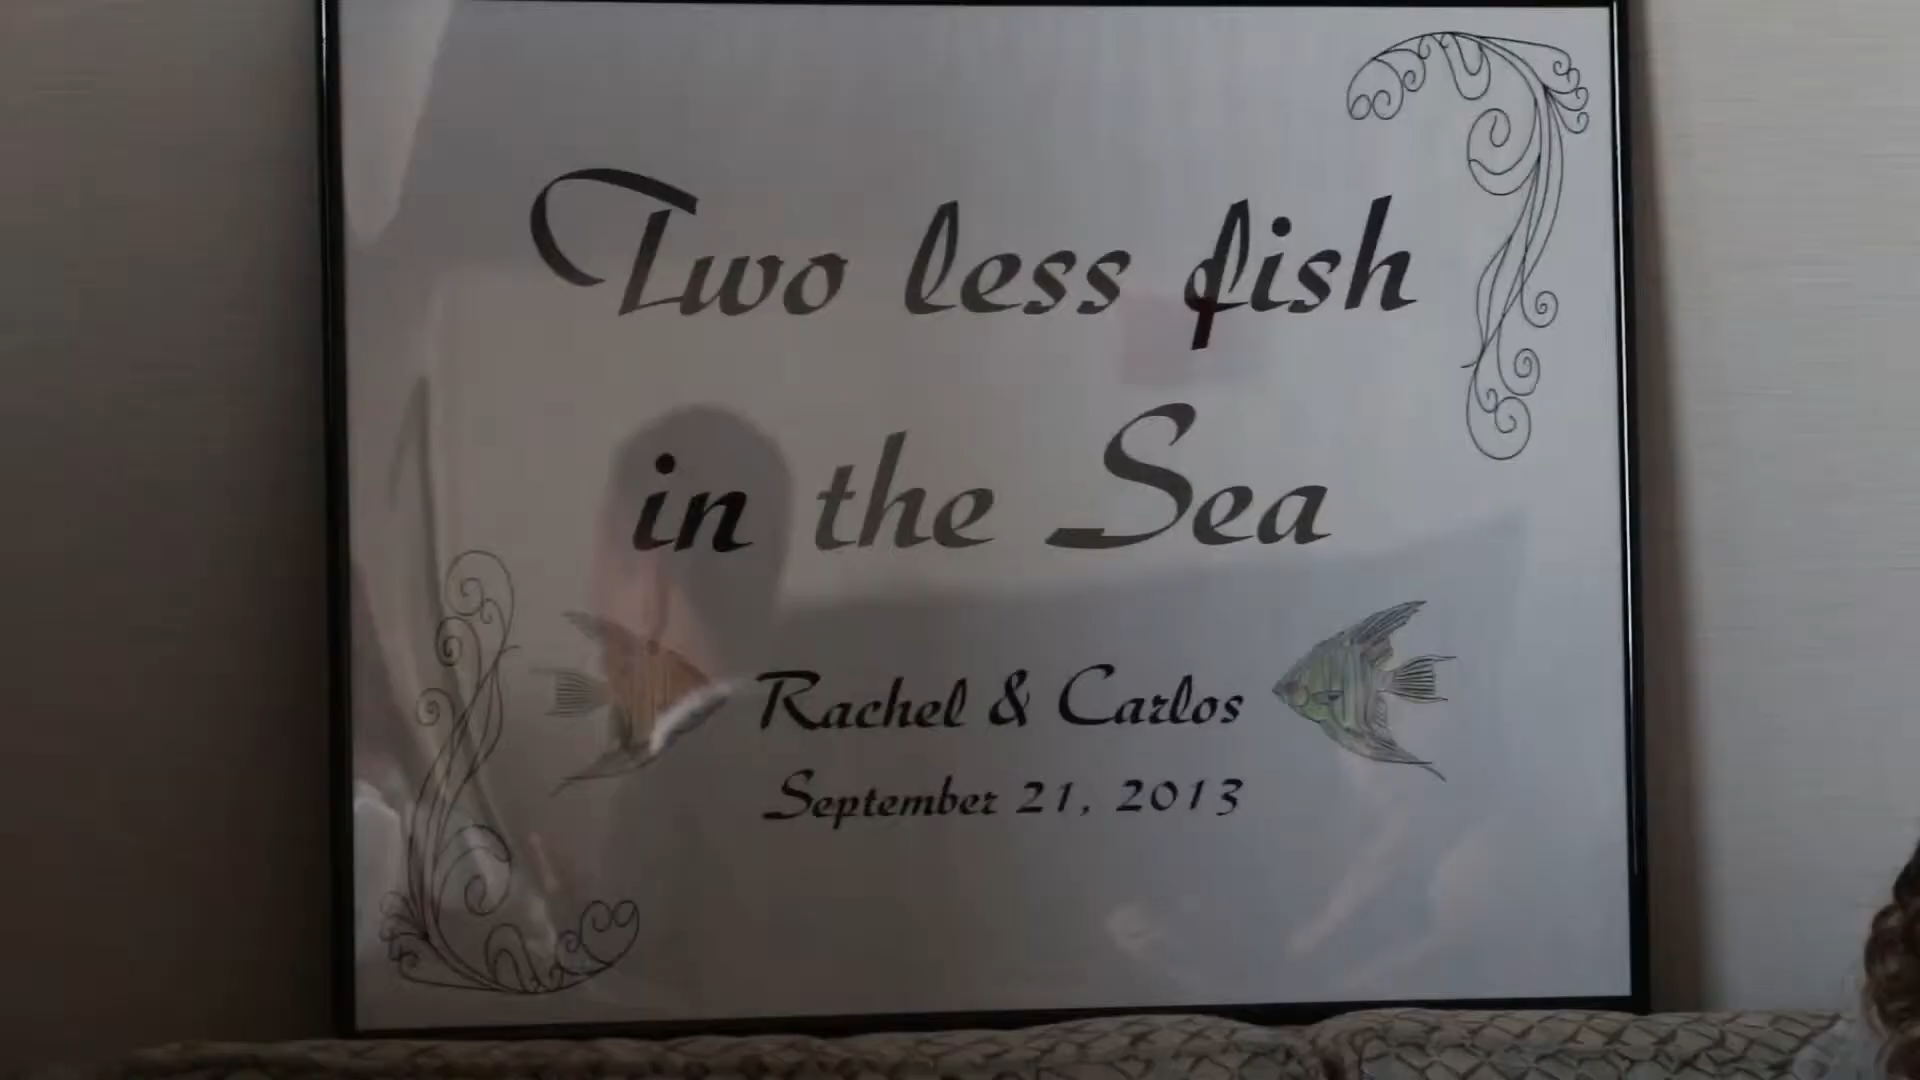 Two less fish
in the Sea
Rachel & Carlos
September 21, 2013